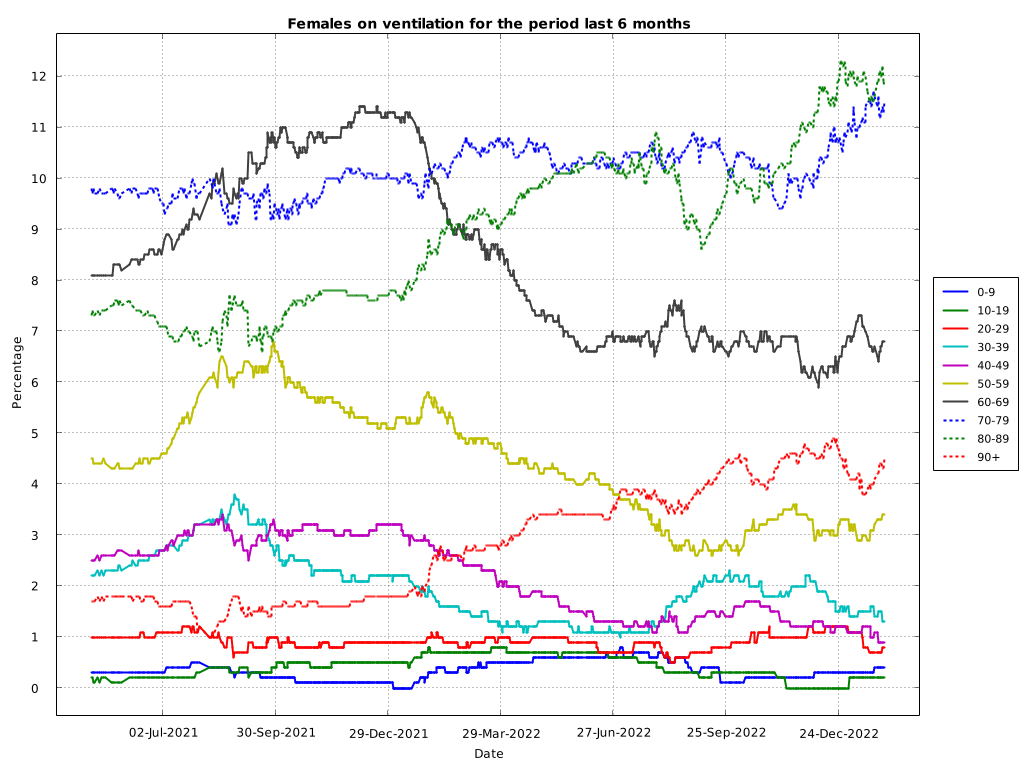 Females on ventilation for the period last 6 months
Percentage
12
11
10
9
8
7
6
5
4
3
2
1
0
02-Jul-2021
30-Sep-2021
29-Dec-2021
29-Mar-2022
27-Jun-2022
25-Sep-2022
24-Dec-2022
Date
0-9
10-19
20-29
30-39
40-49
50-59
60-69
70-79
80-89
90+